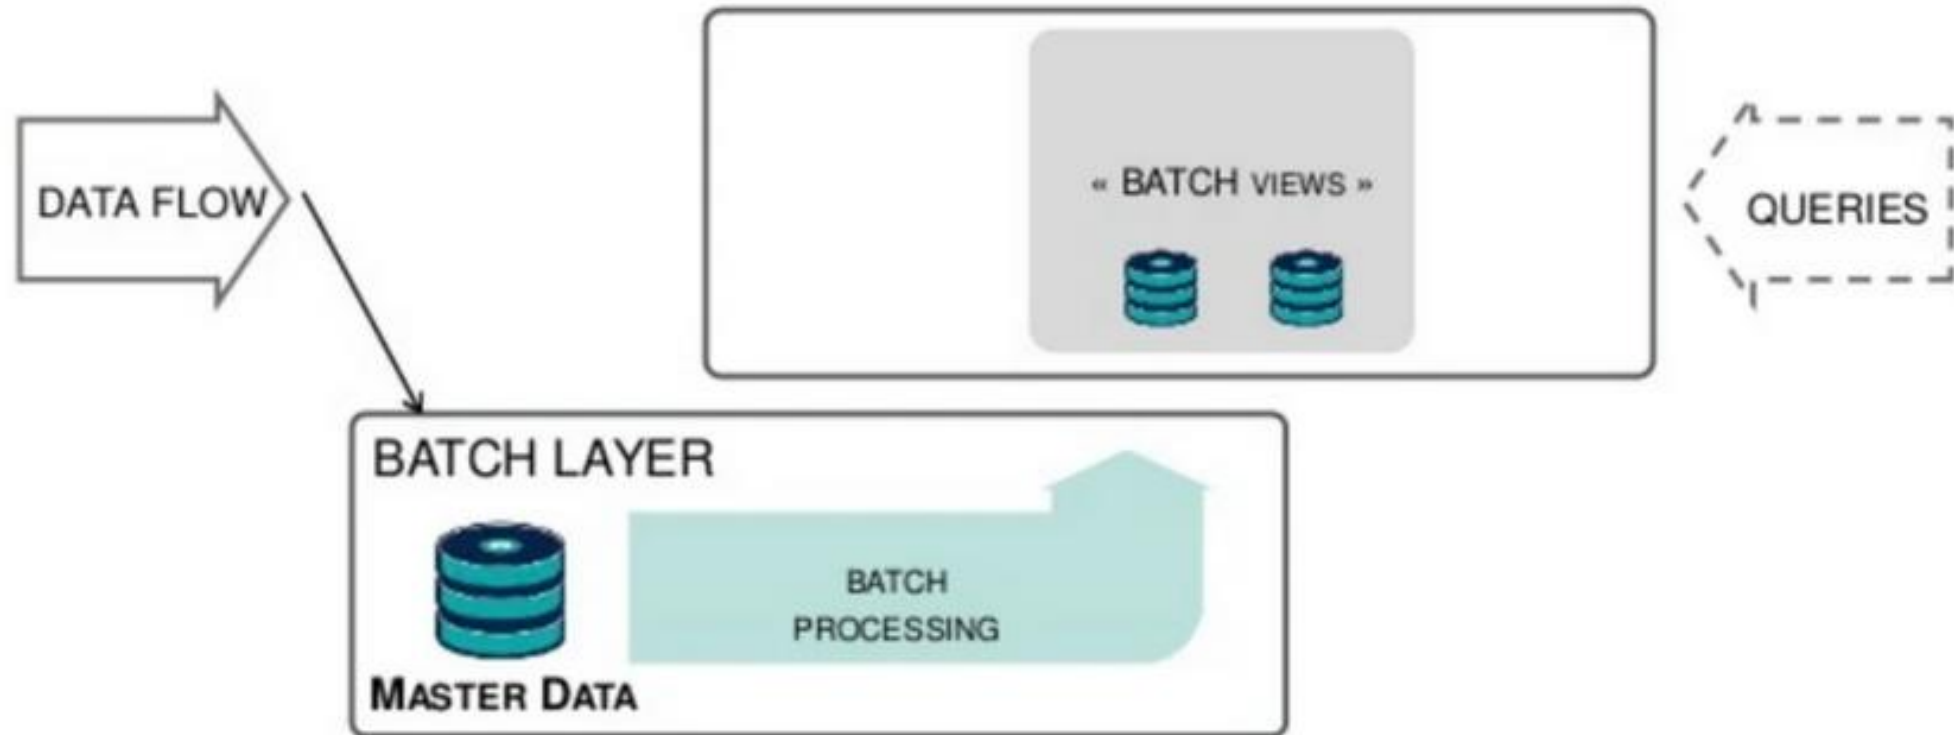 DATA FLOW
« BATCH VIEWS »
QUERIES
BATCH LAYER
BATCH
PROCESSING
MASTER DATA